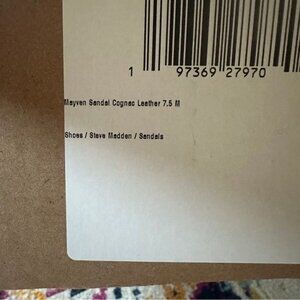 1 97369 27970
Mayven Sandal Cognac Leather 7.5 M
Shoes / Steve Madden / Sandals